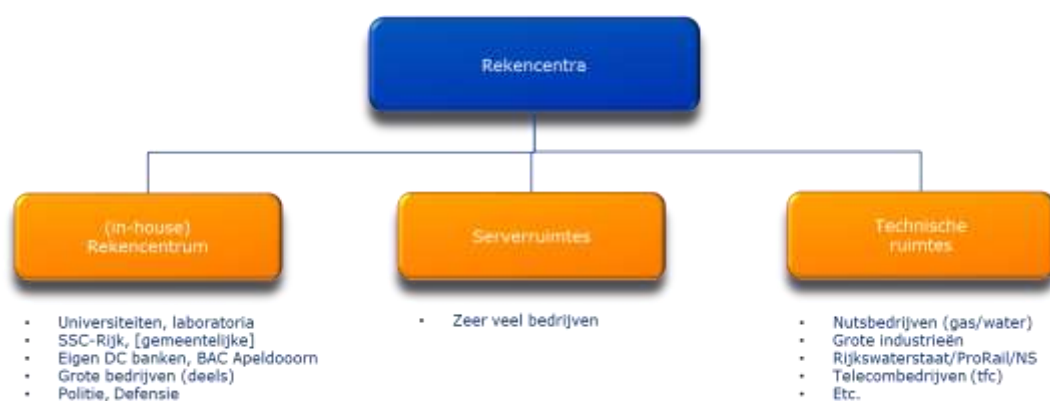 Rekencentra
(in-house)
Rekencentrum
Serverruimtes
Technische
ruimtes
Universiteiten, laboratoria
SSC-Rijk, [gemeentelijke]
Eigen DC banken, BAC Apeldooorn
Grote bedrijven (deels)
Politie, Defensie
Zeer veel bedrijven
Nutsbedrijven (gas/water)
Grote industrieën
Rijkswaterstaat/ProRail/NS
Telecombedrijven (tfc)
Etc.